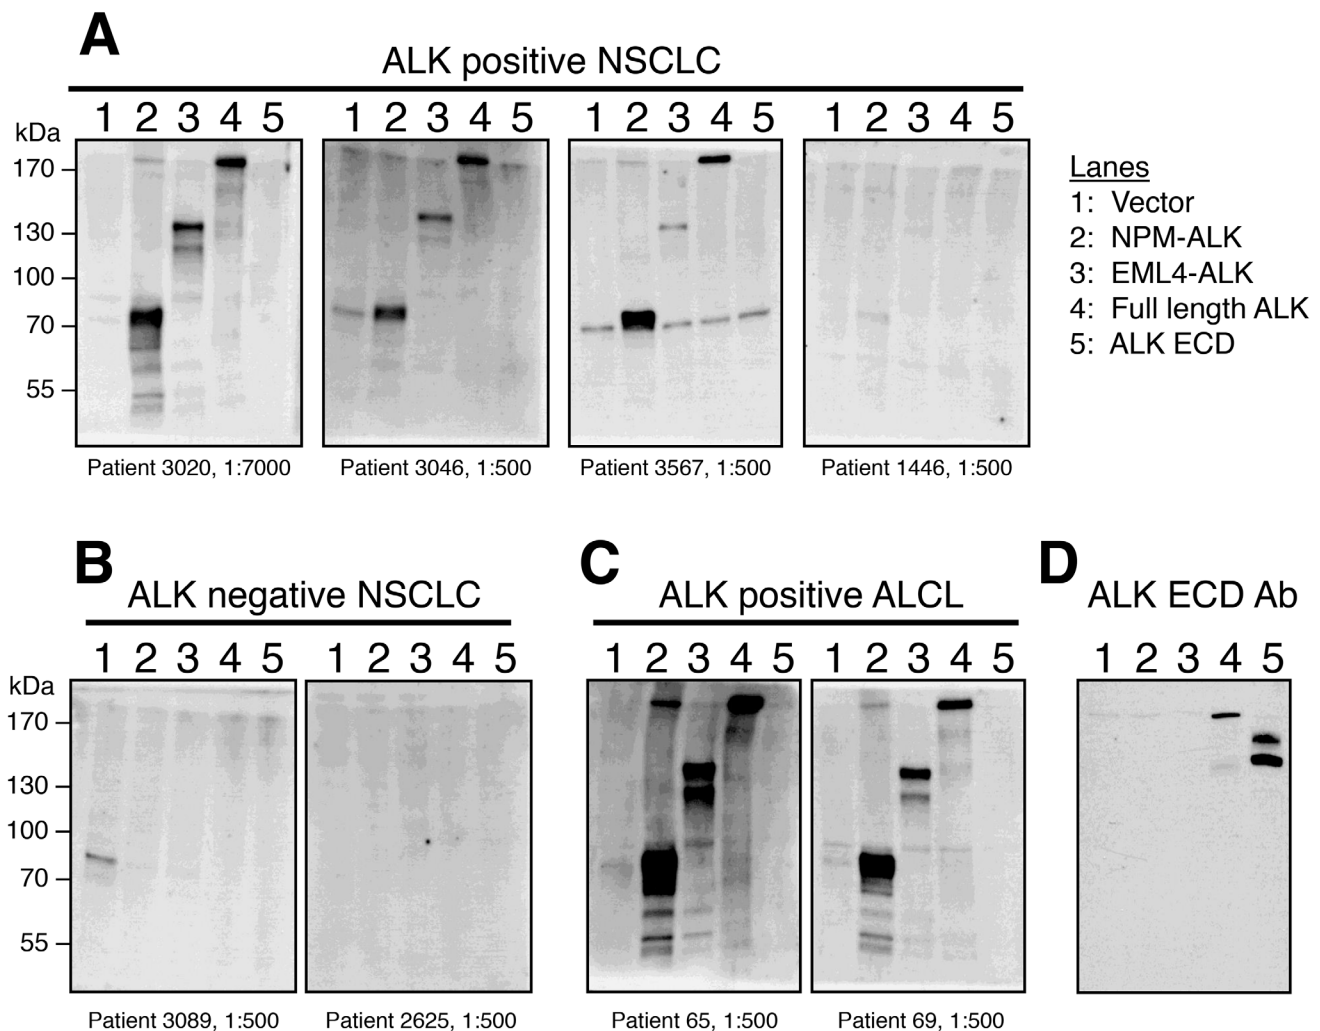 A
ALK positive NSCLC
1 2 3 4 5 1 2 3 4 5 1 2 3 4 5 1 2 3 4 5
kDa
170
130
100
70
55
Patient 3020, 1:7000 Patient 3046, 1:500 Patient 3567, 1:500 Patient 1446, 1:500
Lanes
1: Vector
2: NPM-ALK
3: EML4-ALK
4: Full length ALK
5: ALK ECD
B
ALK negative NSCLC
1 2 3 4 5 1 2 3 4 5
kDa
170
130
100
70
55
Patient 3089, 1:500 Patient 2625, 1:500
C
ALK positive ALCL
1 2 3 4 5 1 2 3 4 5
Patient 65, 1:500 Patient 69, 1:500
D
ALK ECD Ab
1 2 3 4 5